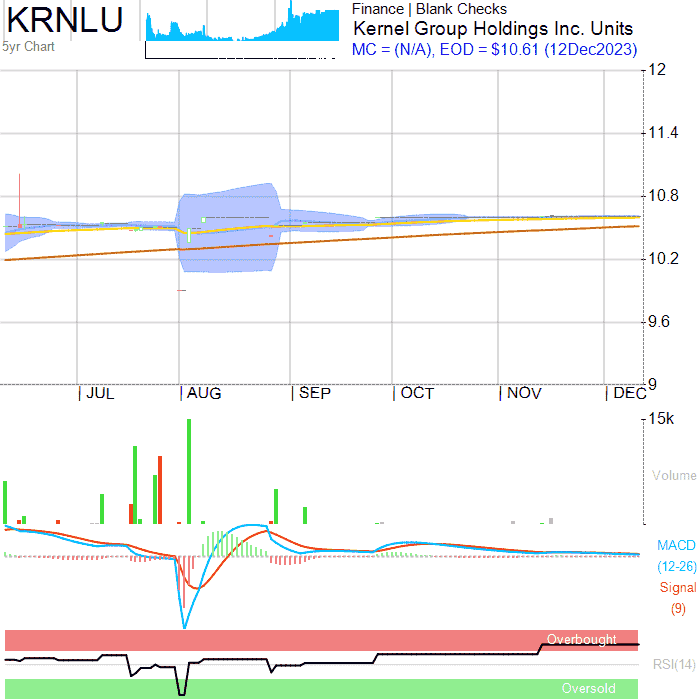 KRNLU
Finance | Blank Checks
Kernel Group Holdings Inc. Units
5yr Chart
MC = (N/A), EOD = $10.61 (12Dec2023)
12
11.4
10.8
10.2
9.6
9
JUL AUG SEP OCT NOV DEC
15k
Volume
MACD
(12-26)
Signal
(9)
Overbought
RSI(14)
Oversold